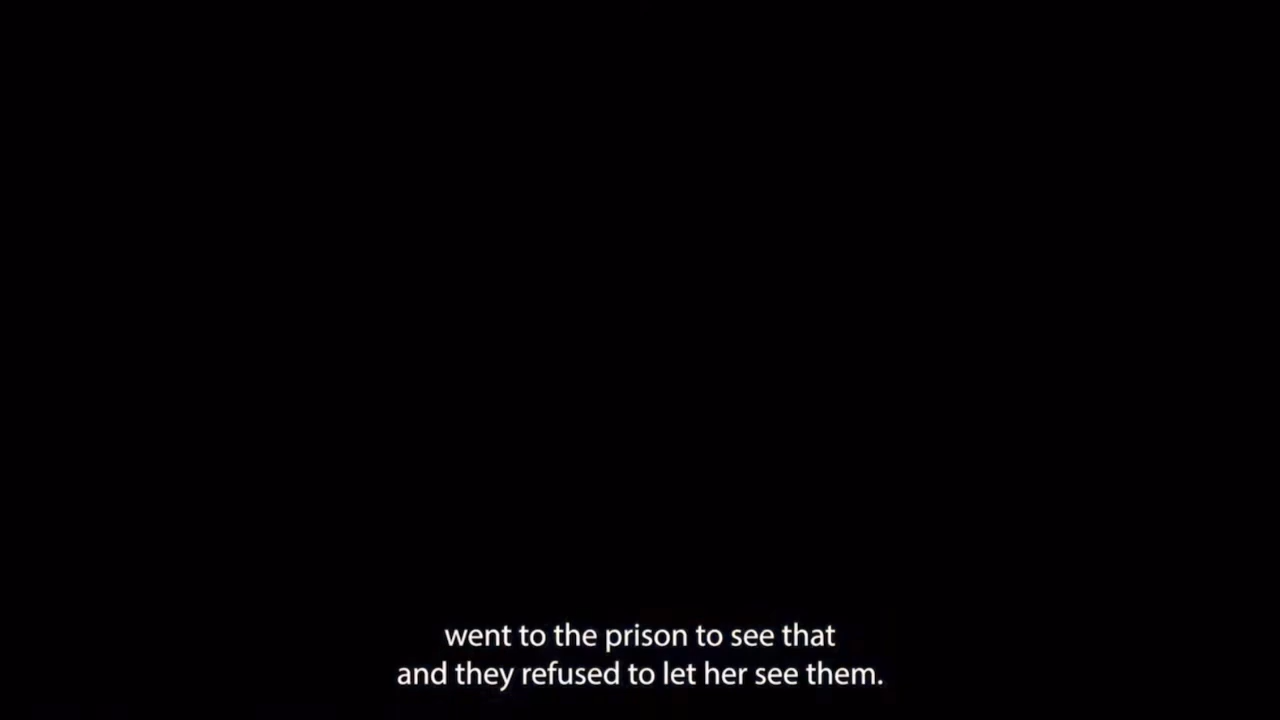 went to the prison to see that
and they refused to let her see them.